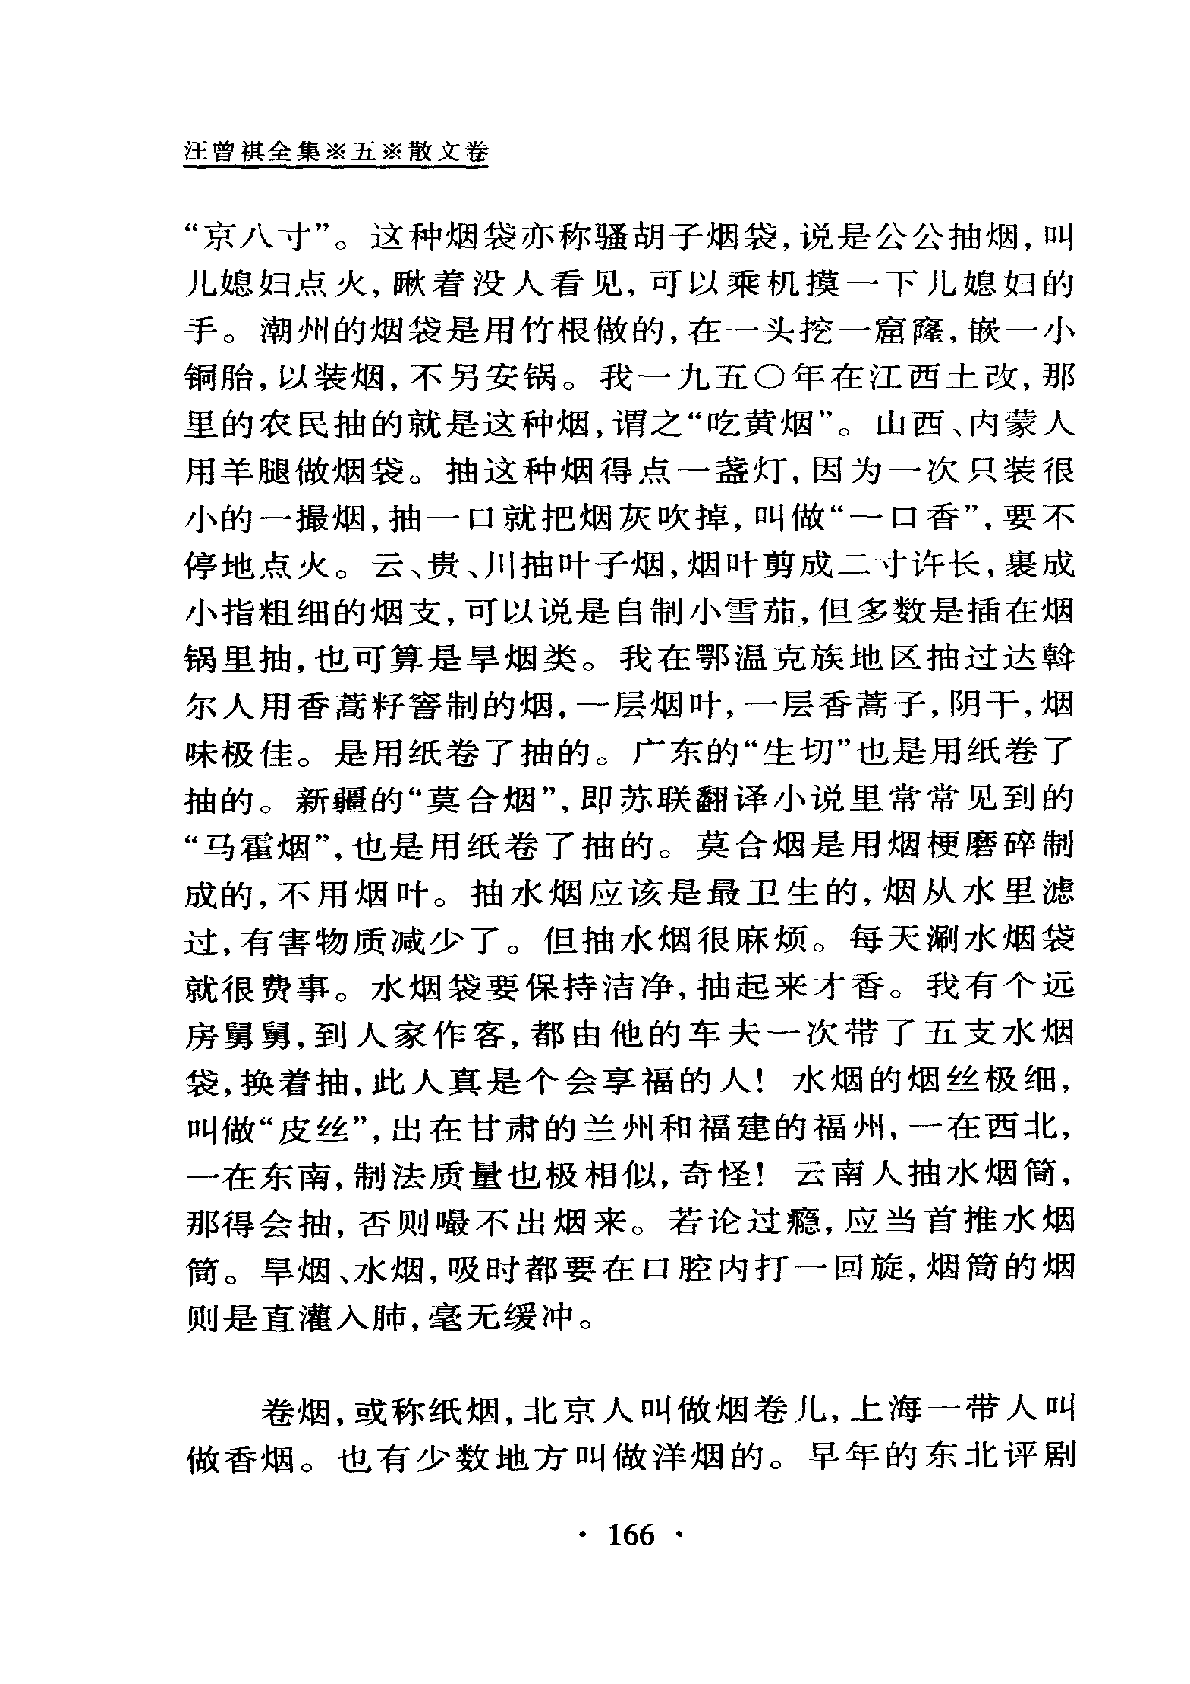 汪曾祺全集※五※散文卷
“京八寸”。这种烟袋亦称骚胡子烟袋,说是公公抽烟,叫
儿媳妇点火,瞅着没人看见,可以乘机摸一下儿媳妇的
手。潮州的烟袋是用竹根做的,在一头挖一窟窿,嵌一小
铜胎,以装烟,不另安锅。我一九五〇年在江西土改,那
里的农民抽的就是这种烟,谓之“吃黄烟”。山西、内蒙人
用羊腿做烟袋。抽这种烟得点一盏灯,因为一次只装很
小的一撮烟,抽一口就把烟灰吹掉,叫做“一口香”,要不
停地点火。云、贵、川抽叶子烟,烟叶剪成二寸许长,裹成
小指粗细的烟支,可以说是自制小雪茄,但多数是插在烟
锅里抽,也可算是旱烟类。我在鄂温克族地区抽过达斡
尔人用香蒿籽窨制的烟,一层烟叶,一层香蒿子,阴干,烟
味极佳。是用纸卷了抽的。广东的“生切”也是用纸卷了
抽的。新疆的“莫合烟”,即苏联翻译小说里常常见到的
“马霍烟”,也是用纸卷了抽的。莫合烟是用烟梗磨碎制
成的,不用烟叶。抽水烟应该是最卫生的,烟从水里滤
过,有害物质减少了。但抽水烟很麻烦。每天涮水烟袋
就很费事。水烟袋要保持洁净,抽起来才香。我有个远
房舅舅,到人家作客,都由他的车夫一次带了五支水烟
袋,换着抽,此人真是个会享福的人! 水烟的烟丝极细,
叫做“皮丝”,出在甘肃的兰州和福建的福州,一在西北,
一在东南,制法质量也极相似,奇怪! 云南人抽水烟筒,
那得会抽,否则嘬不出烟来。若论过瘾,应当首推水烟
筒。旱烟、水烟,吸时都要在口腔内打一回旋,烟筒的烟
则是直灌入肺,毫无缓冲。
卷烟,或称纸烟,北京人叫做烟卷儿,上海一带人叫
做香烟。也有少数地方叫做洋烟的。早年的东北评剧
· 166 ·